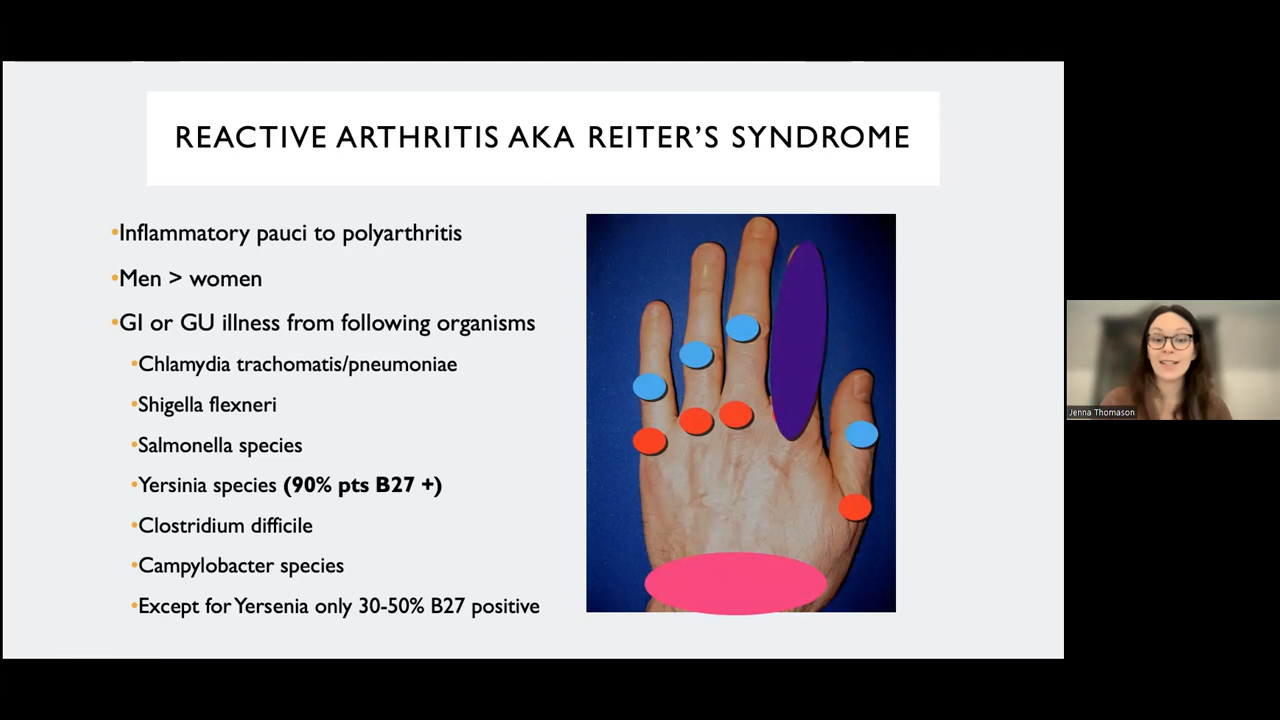 REACTIVE ARTHRITIS AKA REITER'S SYNDROME
•Inflammatory pauci to polyarthritis
•Men > women
•GI or GU illness from following organisms
•Chlamydia trachomatis/pneumoniae
•Shigella flexneri
•Salmonella species
•Yersinia species (90% pts B27 +)
•Clostridium difficile
•Campylobacter species
•Except for Yersenia only 30-50% B27 positive
Jenna Thomason